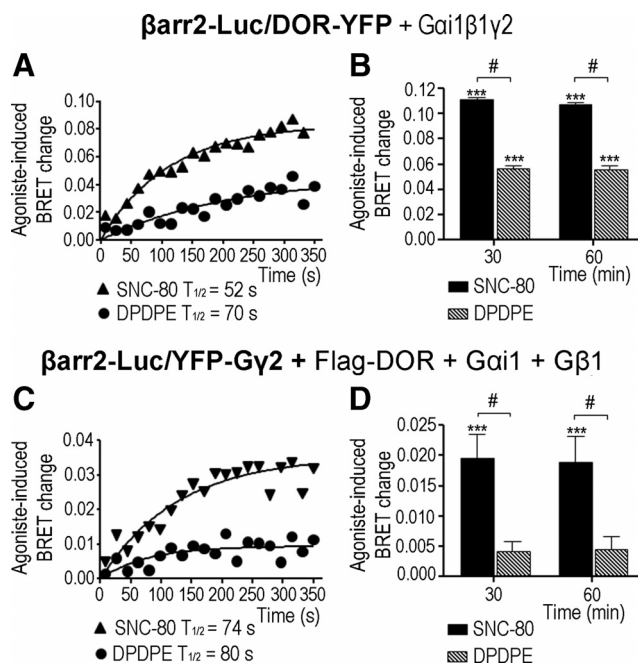 βarr2-Luc/DOR-YFP + Gαi1β1γ2
A
Agoniste-induced
BRET change
0.10
0.08
0.06
0.04
0.02
0.00
0 50 150 200 250 300 350
Time (s)
▲ SNC-80 T1/2 = 52 s
● DPDPE T1/2 = 70 s
B
Agoniste-induced
BRET change
0.12
0.10
0.08
0.06
0.04
0.02
0.00
# #
*** *** *** ***
30 60
Time (min)
SNC-80
DPDPE
βarr2-Luc/YFP-Gγ2 + Flag-DOR + Gαi1 + Gβ1
C
Agoniste-induced
BRET change
0.04
0.03
0.02
0.01
0.00
0 50 150 200 250 300 350
Time (s)
▲ SNC-80 T1/2 = 74 s
● DPDPE T1/2 = 80 s
D
Agoniste-induced
BRET change
0.025
0.020
0.015
0.010
0.005
0.000
# #
*** ***
30 60
Time (min)
SNC-80
DPDPE